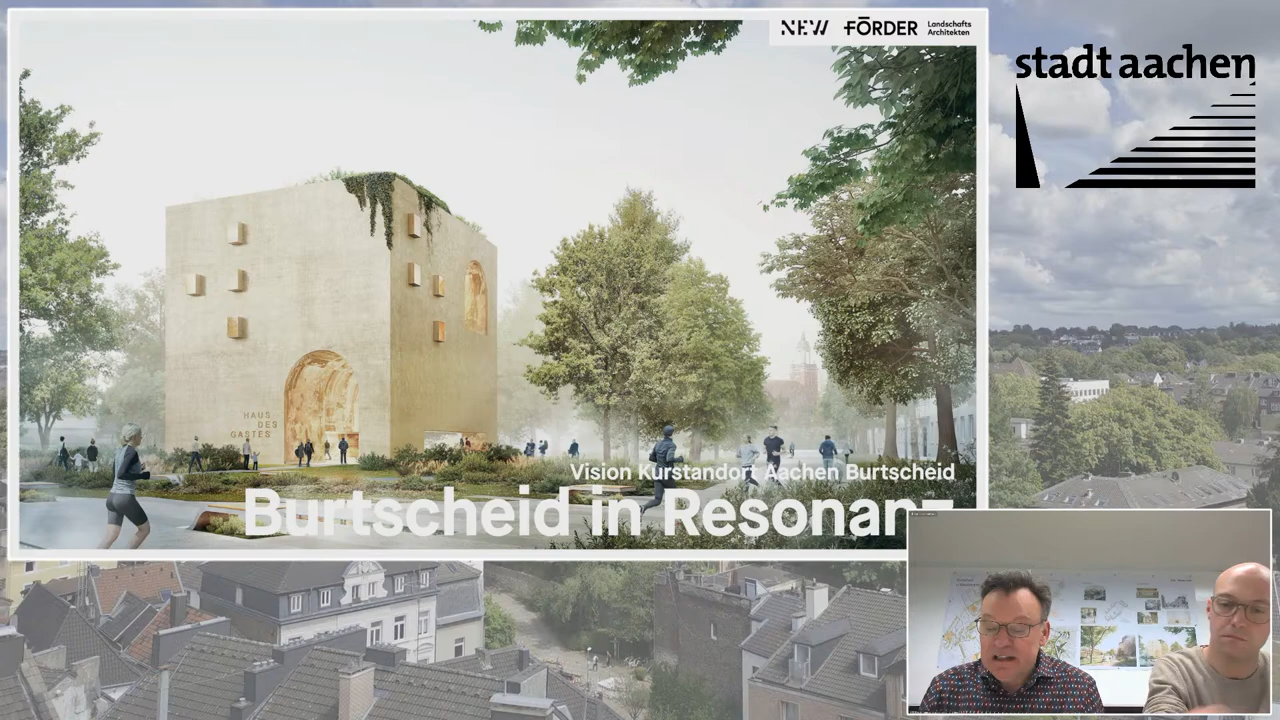 NEW
FÖRDER
Landschafts
Architekten
stadt aachen
HAUS
DES
GASTES
Vision Kurstandort Aachen Burtscheid
Burtscheid in Resonanz